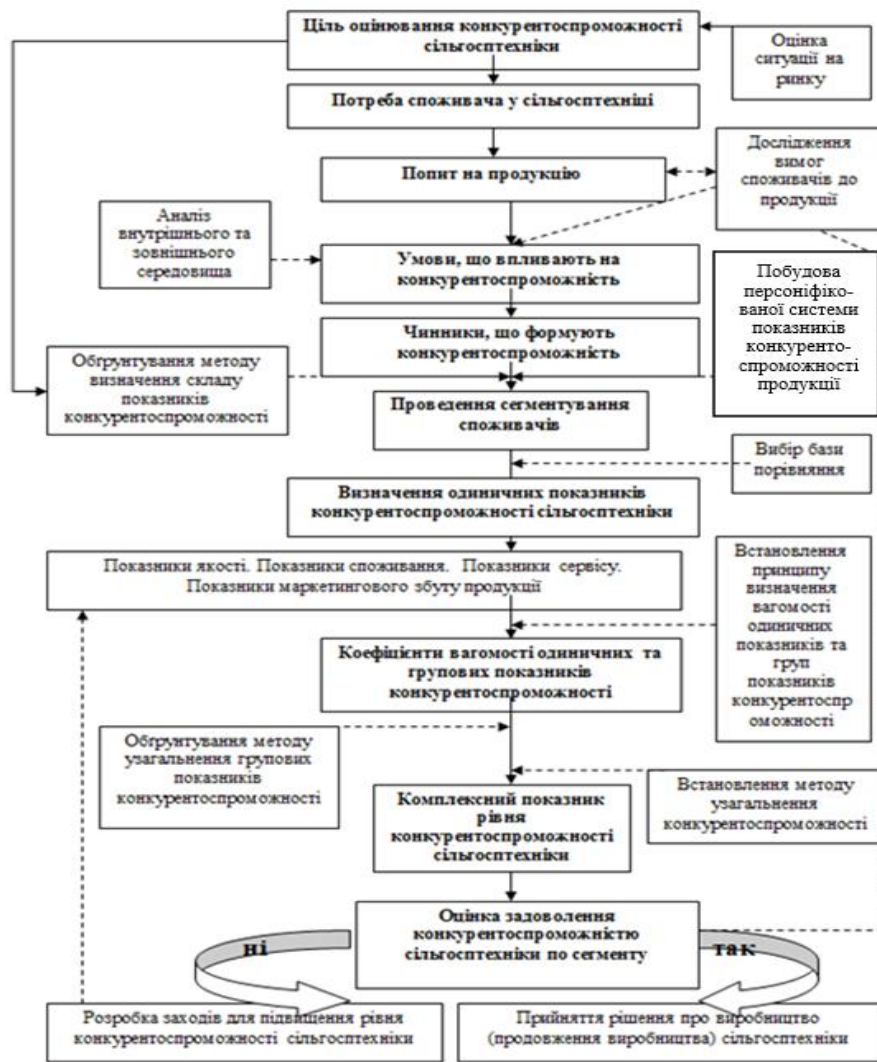 Ціль оцінювання конкурентоспроможності
сільгосптехніки
Оцінка
ситуації на
ринку
Потреба споживача у сільгосптехніці
Попит на продукцію
Дослідження
вимог
споживачів до
продукції
Аналіз
внутрішнього та
зовнішнього
середовища
Умови, що впливають на
конкурентоспроможність
Побудова
персоніфіко-
ваної системи
показників
конкуренто-
спроможності
продукції
Чинники, що формують
конкурентоспроможність
Обґрунтування методу
визначення складу
показників
конкурентоспроможності
Проведення сегментування
споживачів
Вибір бази
порівняння
Визначення одиничних показників
конкурентоспроможності сільгосптехніки
Показники якості. Показники споживання. Показники сервісу.
Показники маркетингового збуту продукції
Встановлення
принципу
визначення
вагомості
одиничних
показників та
груп
показників
конкурентоспр
оможності
Коефіцієнти вагомості одиничних та
групових показників
конкурентоспроможності
Обґрунтування методу
узагальнення групових
показників
конкурентоспроможності
Встановлення методу
узагальнення
конкурентоспроможності
Комплексний показник
рівня
конкурентоспроможності
сільгосптехніки
Оцінка задоволення
конкурентоспроможністю
сільгосптехніки по сегменту
ні
так
Розробка заходів для підвищення рівня
конкурентоспроможності сільгосптехніки
Прийняття рішення про виробництво
(продовження виробництва) сільгосптехніки